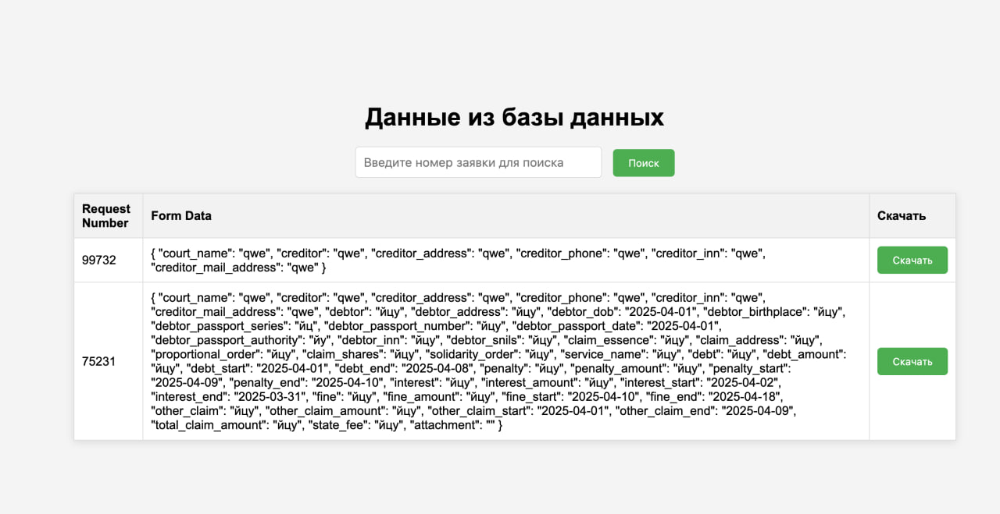 Данные из базы данных
Введите номер заявки для поиска
Поиск
Request Number
Form Data
Скачать
99732
{ "court_name": "qwe", "creditor": "qwe", "creditor_address": "qwe", "creditor_phone": "qwe", "creditor_inn": "qwe",
"creditor_mail_address": "qwe" }
Скачать
75231
{ "court_name": "qwe", "creditor": "qwe", "creditor_address": "qwe", "creditor_phone": "qwe", "creditor_inn": "qwe",
"creditor_mail_address": "qwe", "debtor": "йцу", "debtor_address": "йцу", "debtor_dob": "2025-04-01", "debtor_birthplace": "йцу",
"debtor_passport_series": "йц", "debtor_passport_number": "йцу", "debtor_passport_date": "2025-04-01",
"debtor_passport_authority": "йу", "debtor_inn": "йцу", "debtor_snils": "йцу", "claim_essence": "йцу", "claim_address": "йцу",
"proportional_order": "йцу", "claim_shares": "йцу", "solidarity_order": "йцу", "service_name": "йцу", "debt": "йцу", "debt_amount":
"йцу", "debt_start": "2025-04-01", "debt_end": "2025-04-08", "penalty": "йцу", "penalty_amount": "йцу", "penalty_start":
"2025-04-09", "penalty_end": "2025-04-10", "interest": "йцу", "interest_amount": "йцу", "interest_start": "2025-04-02",
"interest_end": "2025-03-31", "fine": "йцу", "fine_amount": "йцу", "fine_start": "2025-04-10", "fine_end": "2025-04-18",
"other_claim": "йцу", "other_claim_amount": "йцу", "other_claim_start": "2025-04-01", "other_claim_end": "2025-04-09",
"total_claim_amount": "йцу", "state_fee": "йцу", "attachment": "" }
Скачать